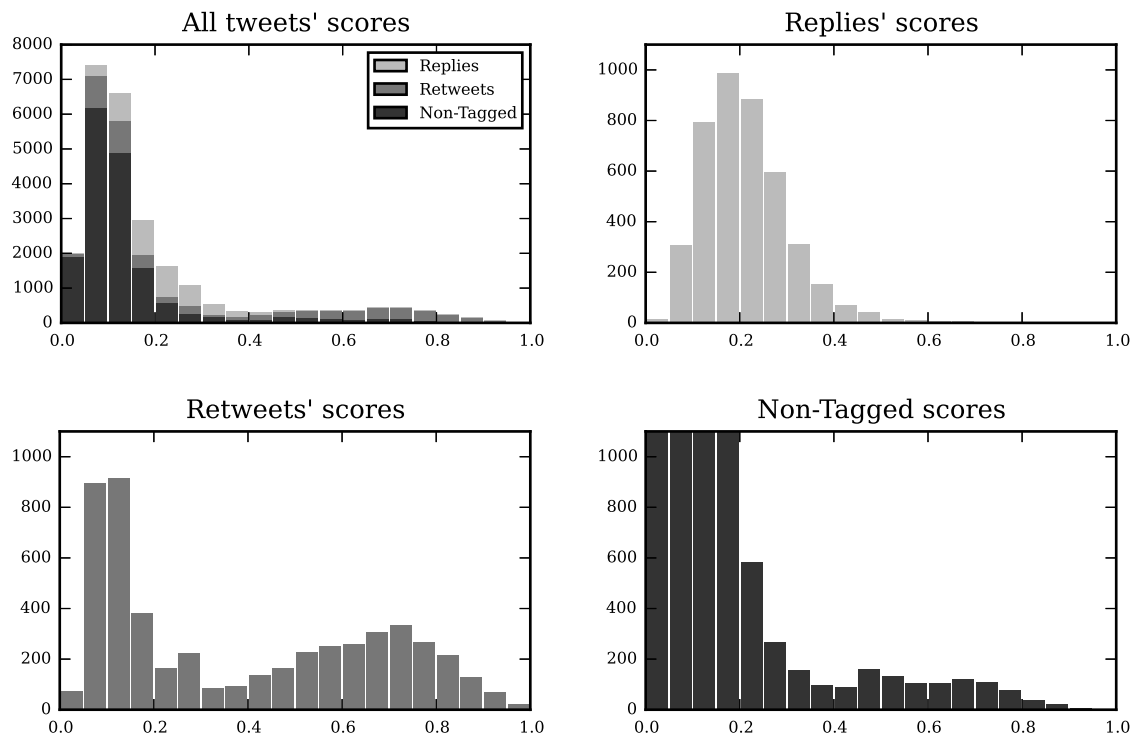 All tweets' scores
8000
7000
6000
5000
4000
3000
2000
1000
0
0.0 0.2 0.4 0.6 0.8 1.0
Replies
Retweets
Non-Tagged
Replies' scores
1000
800
600
400
200
0
0.0 0.2 0.4 0.6 0.8 1.0
Retweets' scores
1000
800
600
400
200
0
0.0 0.2 0.4 0.6 0.8 1.0
Non-Tagged scores
1000
800
600
400
200
0
0.0 0.2 0.4 0.6 0.8 1.0